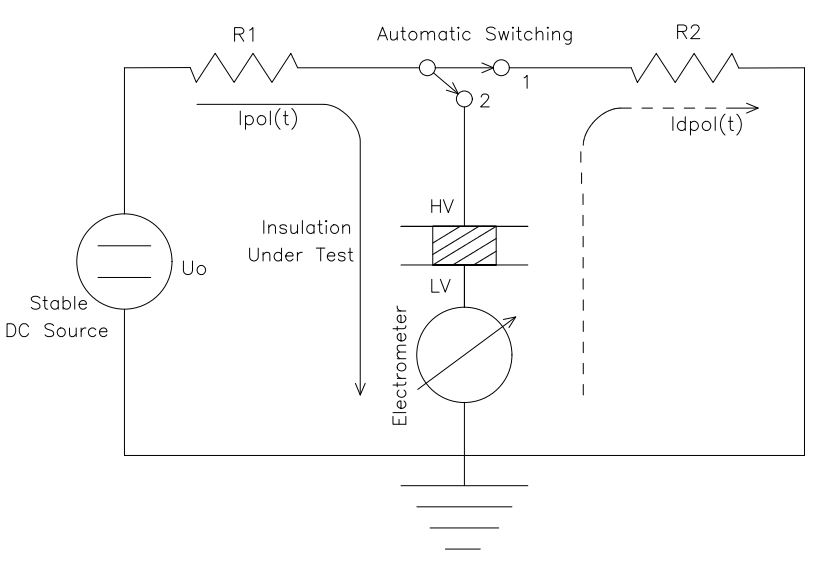 R1
Automatic Switching
R2
1
2
Ipol(t)
Idpol(t)
HV
Insulation
Under Test
Uo
LV
Stable
DC Source
Electrometer